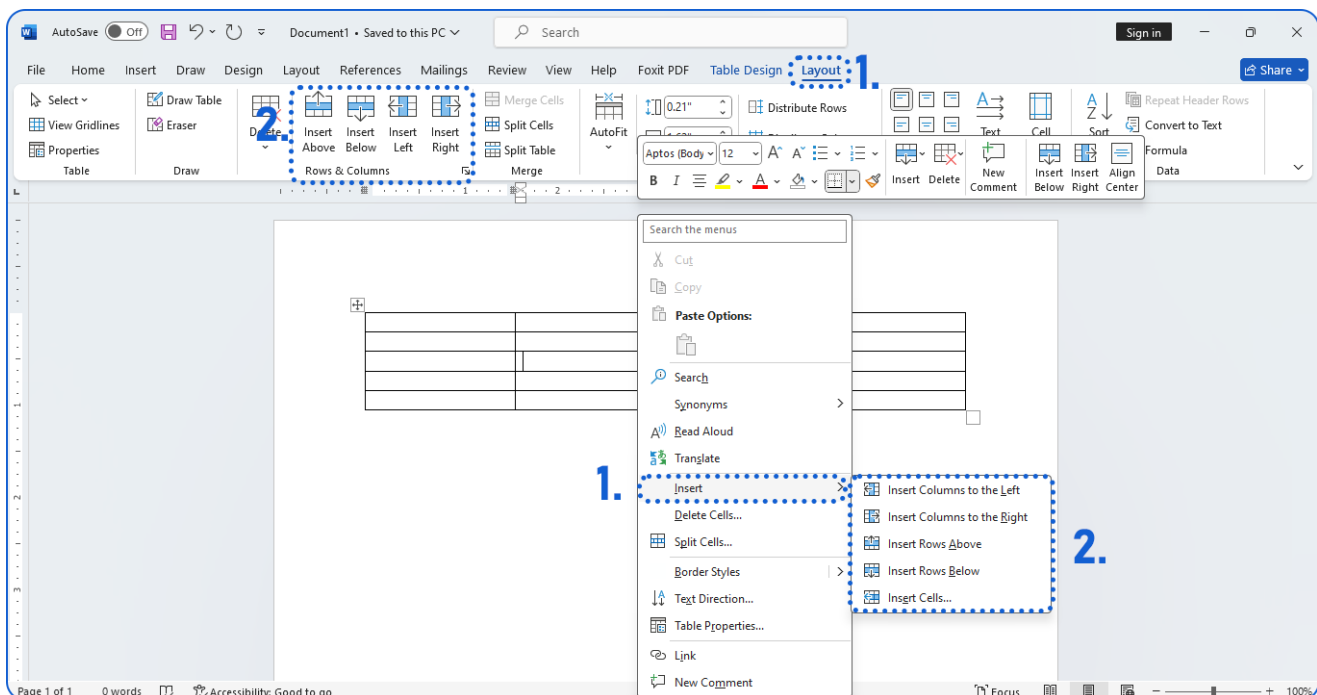 AutoSave Off Document1 • Saved to this PC Search Sign in
File Home Insert Draw Design Layout References Mailings Review View Help Foxit PDF Table Design Layout 1. Share
Select
View Gridlines
Properties
Table
Draw Table
Eraser
Draw
Delete
2.
Insert Above
Insert Below
Insert Left
Insert Right
Rows & Columns
Merge Cells
Split Cells
Split Table
Merge
AutoFit
0.21"
Distribute Rows
Text
Cell
Sort
Repeat Header Rows
Convert to Text
Formula
Data
Aptos (Body 12
B I
Insert Delete
New Comment
Insert Below
Insert Right
Align Center
1 2
Search the menus
Cut
Copy
Paste Options:
Search
Synonyms
Read Aloud
Translate
1.
Insert
Delete Cells...
Split Cells...
Border Styles
Text Direction...
Table Properties...
Link
New Comment
Insert Columns to the Left
Insert Columns to the Right
Insert Rows Above
Insert Rows Below
Insert Cells...
2.
1
2
3
Page 1 of 1 0 words Accessibility: Good to go Focus 100%